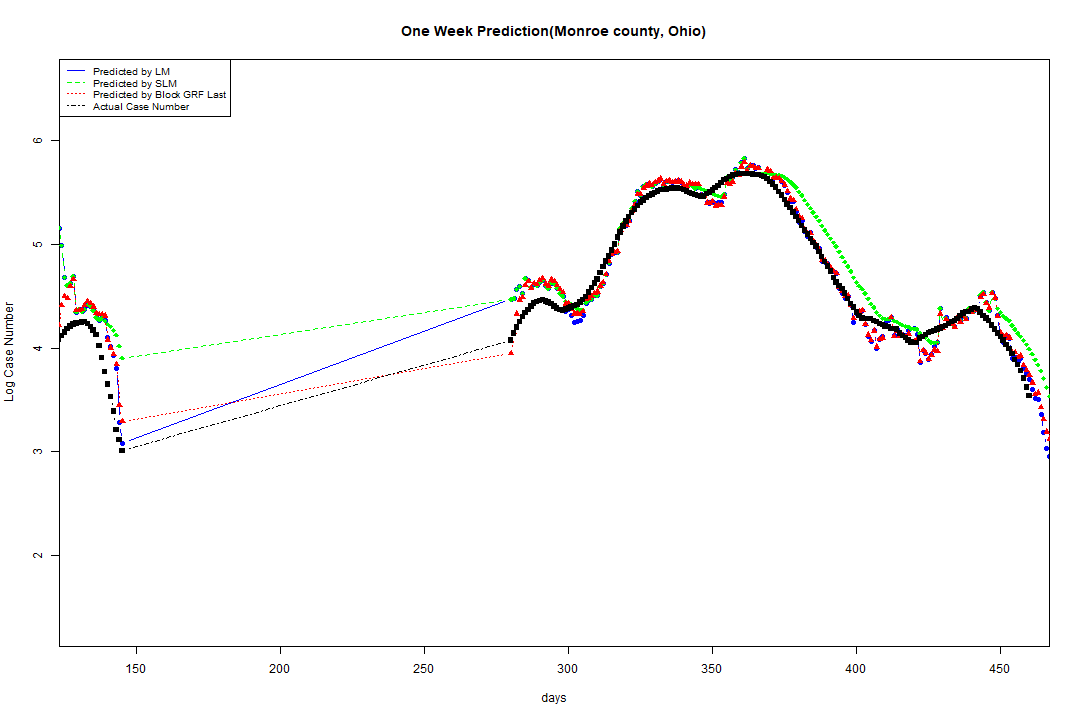 One Week Prediction(Monroe county, Ohio)
Predicted by LM
Predicted by SLM
Predicted by Block GRF Last
Actual Case Number
6
5
4
3
2
Log Case Number
150 200 250 300 350 400 450
days